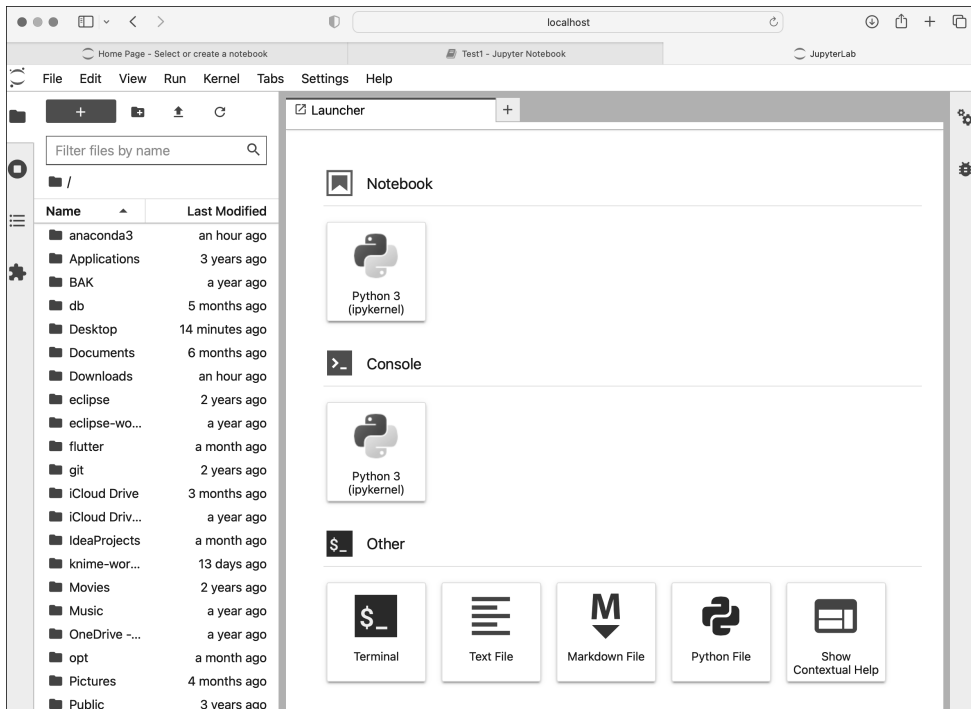 localhost
Home Page - Select or create a notebook
Test1 - Jupyter Notebook
JupyterLab
File Edit View Run Kernel Tabs Settings Help
Launcher
Filter files by name
/
Name Last Modified
anaconda3 an hour ago
Applications 3 years ago
BAK a year ago
db 5 months ago
Desktop 14 minutes ago
Documents 6 months ago
Downloads an hour ago
eclipse 2 years ago
eclipse-wo... a year ago
flutter a month ago
git 2 years ago
iCloud Drive 3 months ago
iCloud Driv... a year ago
IdeaProjects a month ago
knime-wor... 13 days ago
Movies 2 years ago
Music a year ago
OneDrive -... a year ago
opt a month ago
Pictures 4 months ago
Public 3 years ago
Notebook
Python 3
(ipykernel)
Console
Python 3
(ipykernel)
$_ Other
$_
Terminal
Text File
M
Markdown File
Python File
Show
Contextual Help